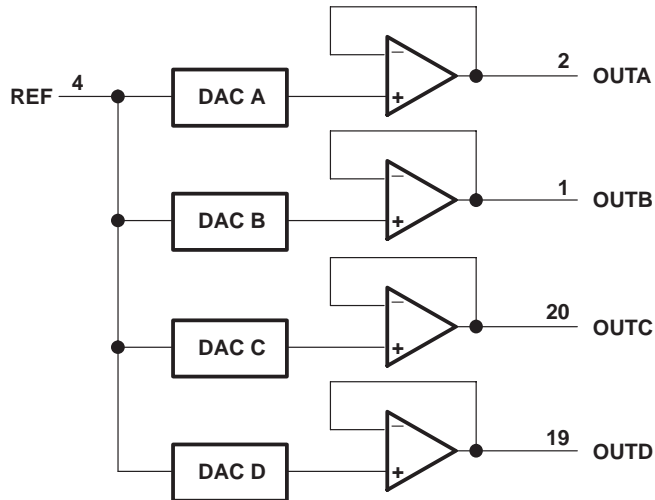 2
OUTA
4
REF
DAC A
−
+
1
OUTB
−
DAC B
+
20
OUTC
−
DAC C
+
19
OUTD
−
DAC D
+